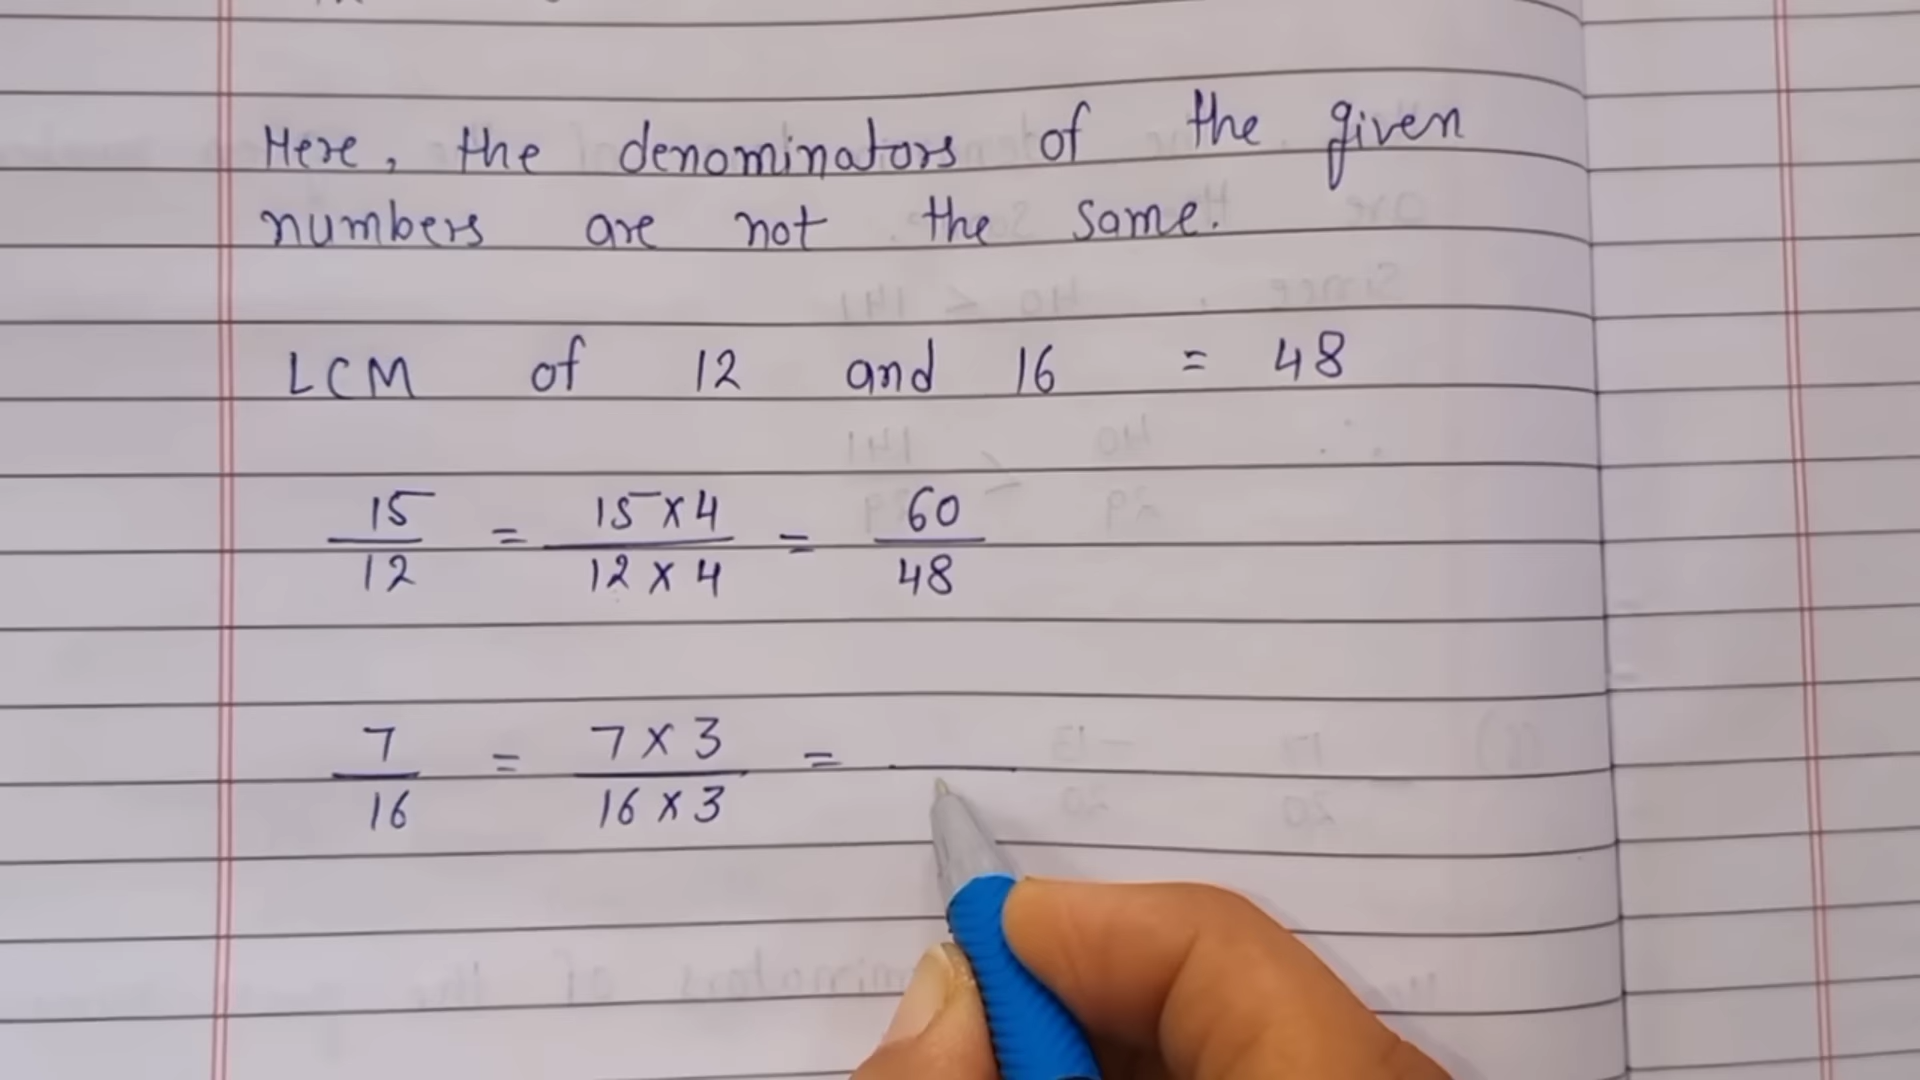 Here, the denominators of the given
numbers are not the same.
LCM of 12 and 16 = 48
15/12 = 15×4/12×4 = 60/48
7/16 = 7×3/16×3 =